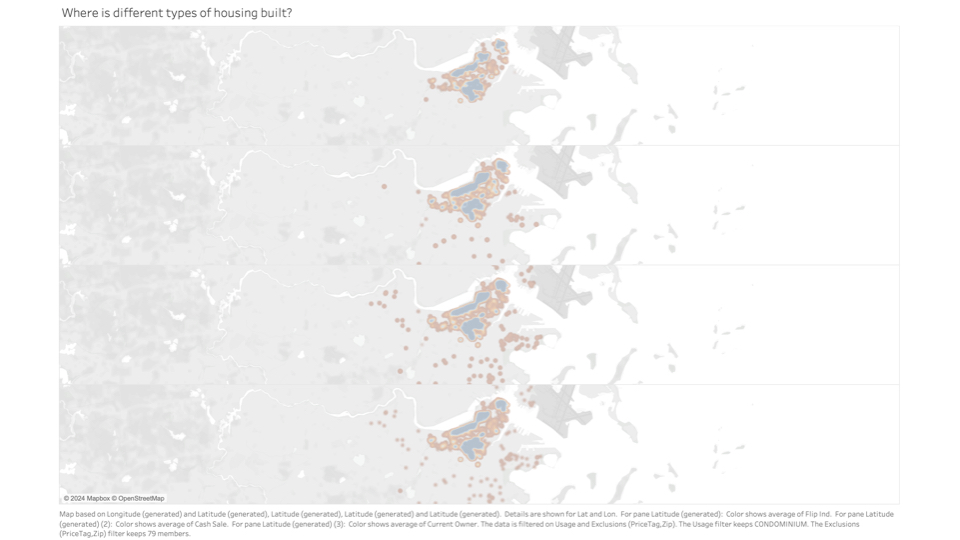 Where is different types of housing built?
© 2024 Mapbox © OpenStreetMap
Map based on Longitude (generated) and Latitude (generated), Latitude (generated), Latitude (generated) and Latitude (generated).  Details are shown for Lat and Lon.  For pane Latitude (generated):  Color shows average of Flip Ind.  For pane Latitude
(generated) (2):  Color shows average of Cash Sale.  For pane Latitude (generated) (3):  Color shows average of Current Owner. The data is filtered on Usage and Exclusions (PriceTag,Zip). The Usage filter keeps CONDOMINIUM. The Exclusions
(PriceTag,Zip) filter keeps 79 members.